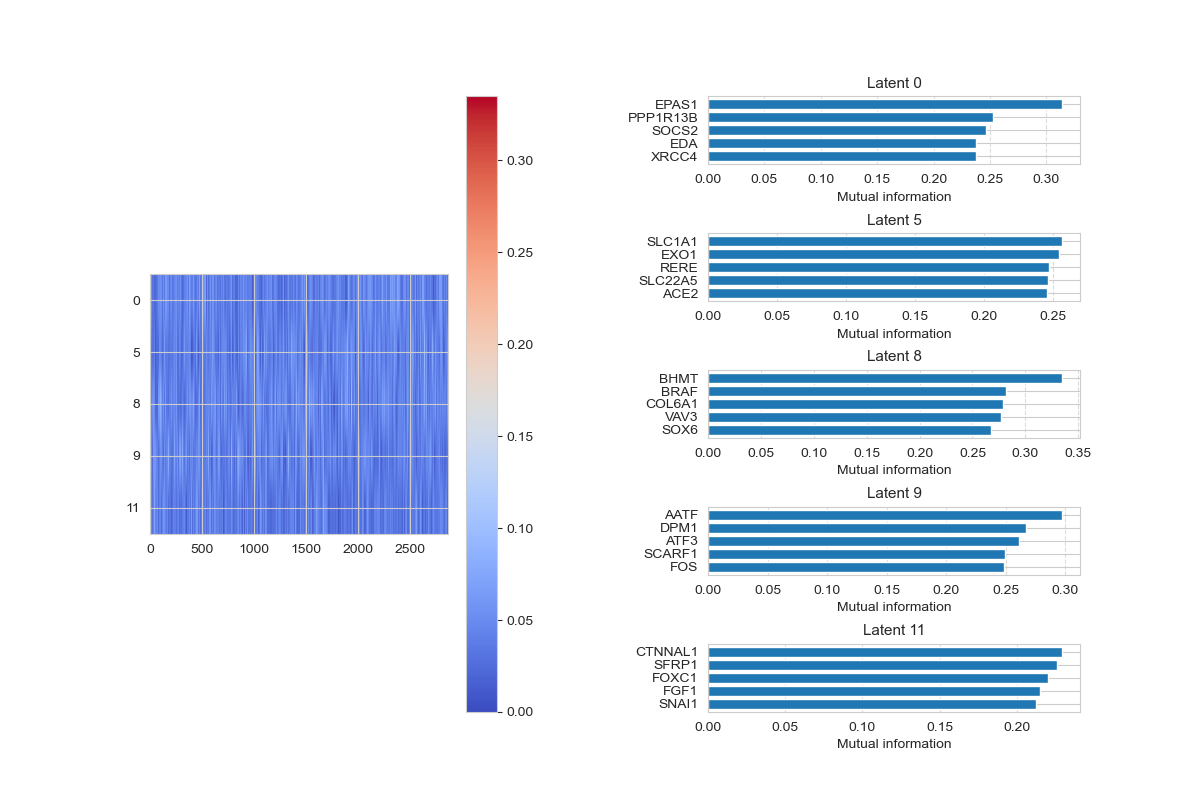 0
5
8
9
11
0 500 1000 1500 2000 2500
0.30
0.25
0.20
0.15
0.10
0.05
0.00
Latent 0
EPAS1
PPP1R13B
SOCS2
EDA
XRCC4
0.00 0.05 0.10 0.15 0.20 0.25 0.30
Mutual information
Latent 5
SLC1A1
EXO1
RERE
SLC22A5
ACE2
0.00 0.05 0.10 0.15 0.20 0.25
Mutual information
Latent 8
BHMT
BRAF
COL6A1
VAV3
SOX6
0.00 0.05 0.10 0.15 0.20 0.25 0.30 0.35
Mutual information
Latent 9
AATF
DPM1
ATF3
SCARF1
FOS
0.00 0.05 0.10 0.15 0.20 0.25 0.30
Mutual information
Latent 11
CTNNAL1
SFRP1
FOXC1
FGF1
SNAI1
0.00 0.05 0.10 0.15 0.20
Mutual information